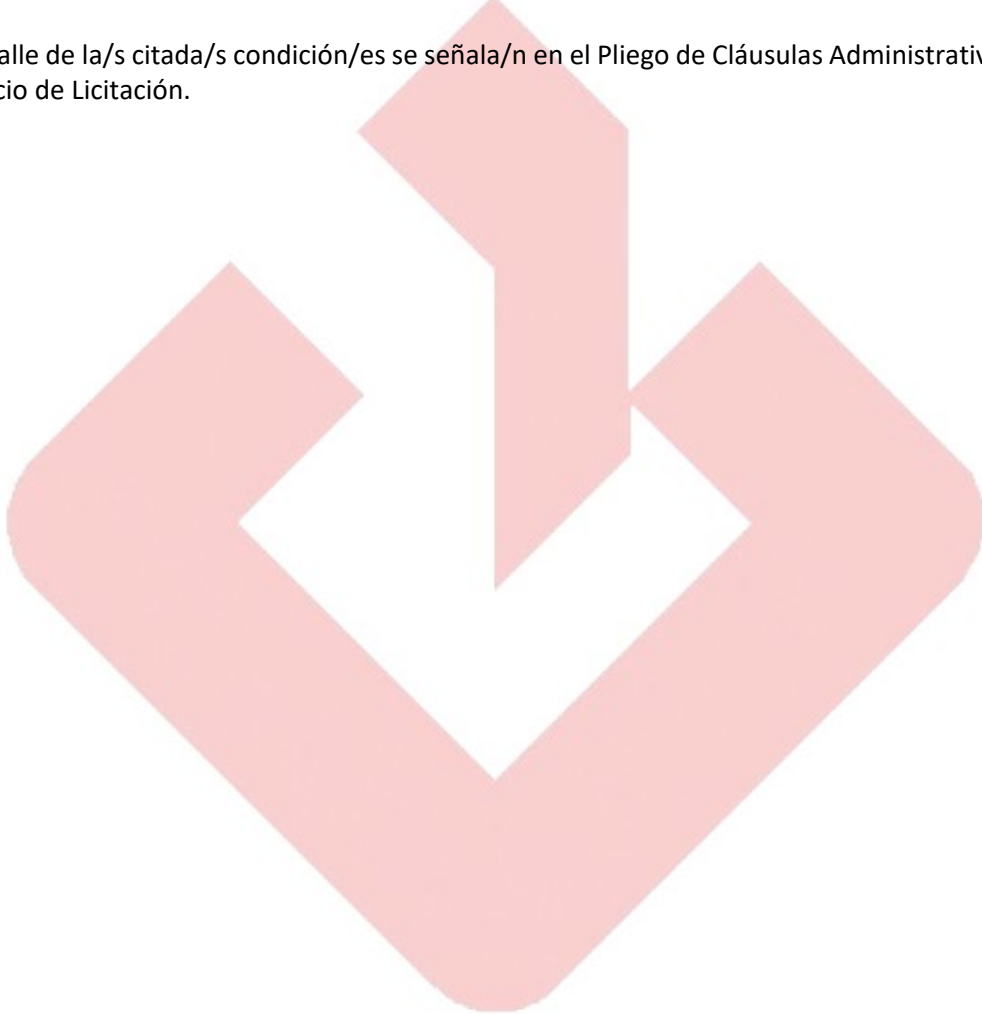 alle de la/s citada/s condición/es se señala/n en el Pliego de Cláusulas Administrativ
cio de Licitación.